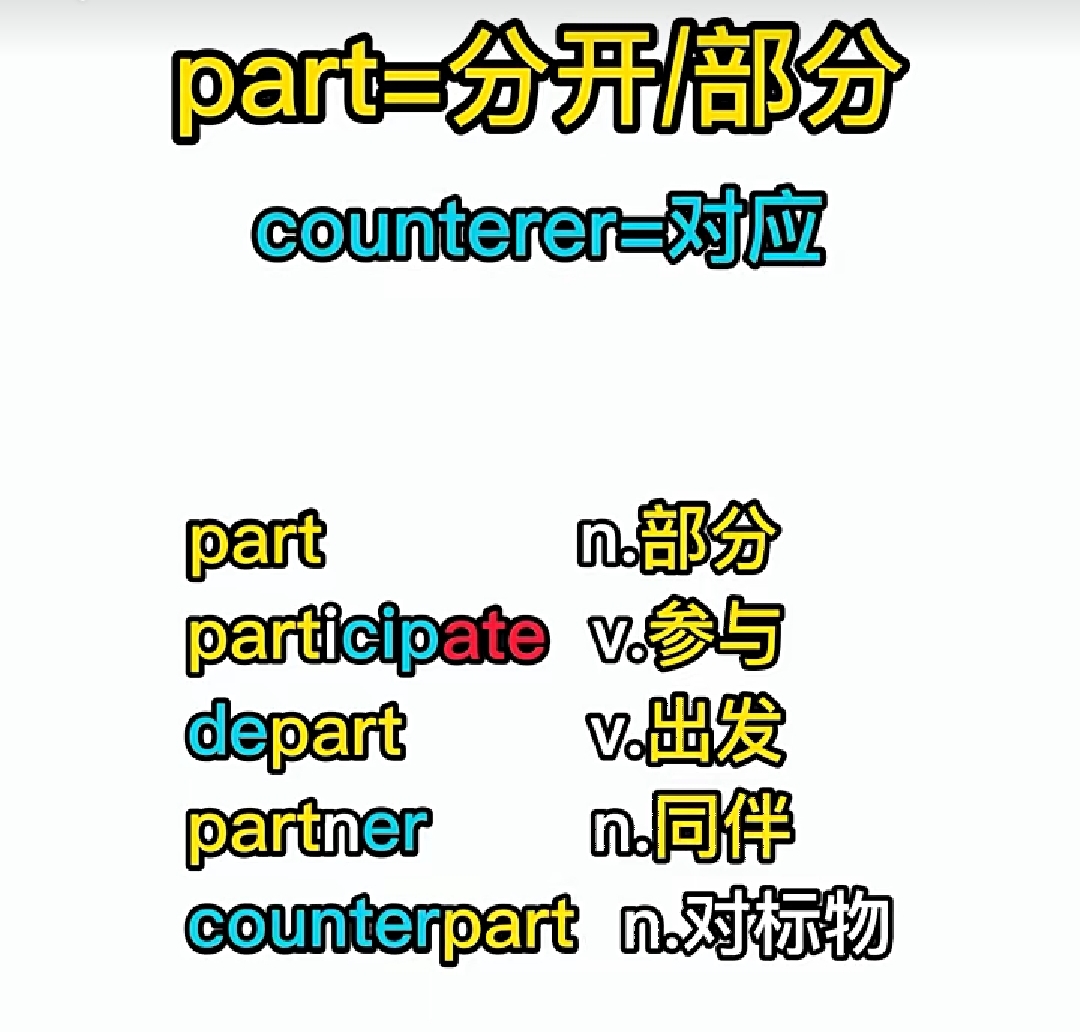 part=分开/部分
counterer=对应
part n.部分
participate v.参与
depart v.出发
partner n.同伴
counterpart n.对标物